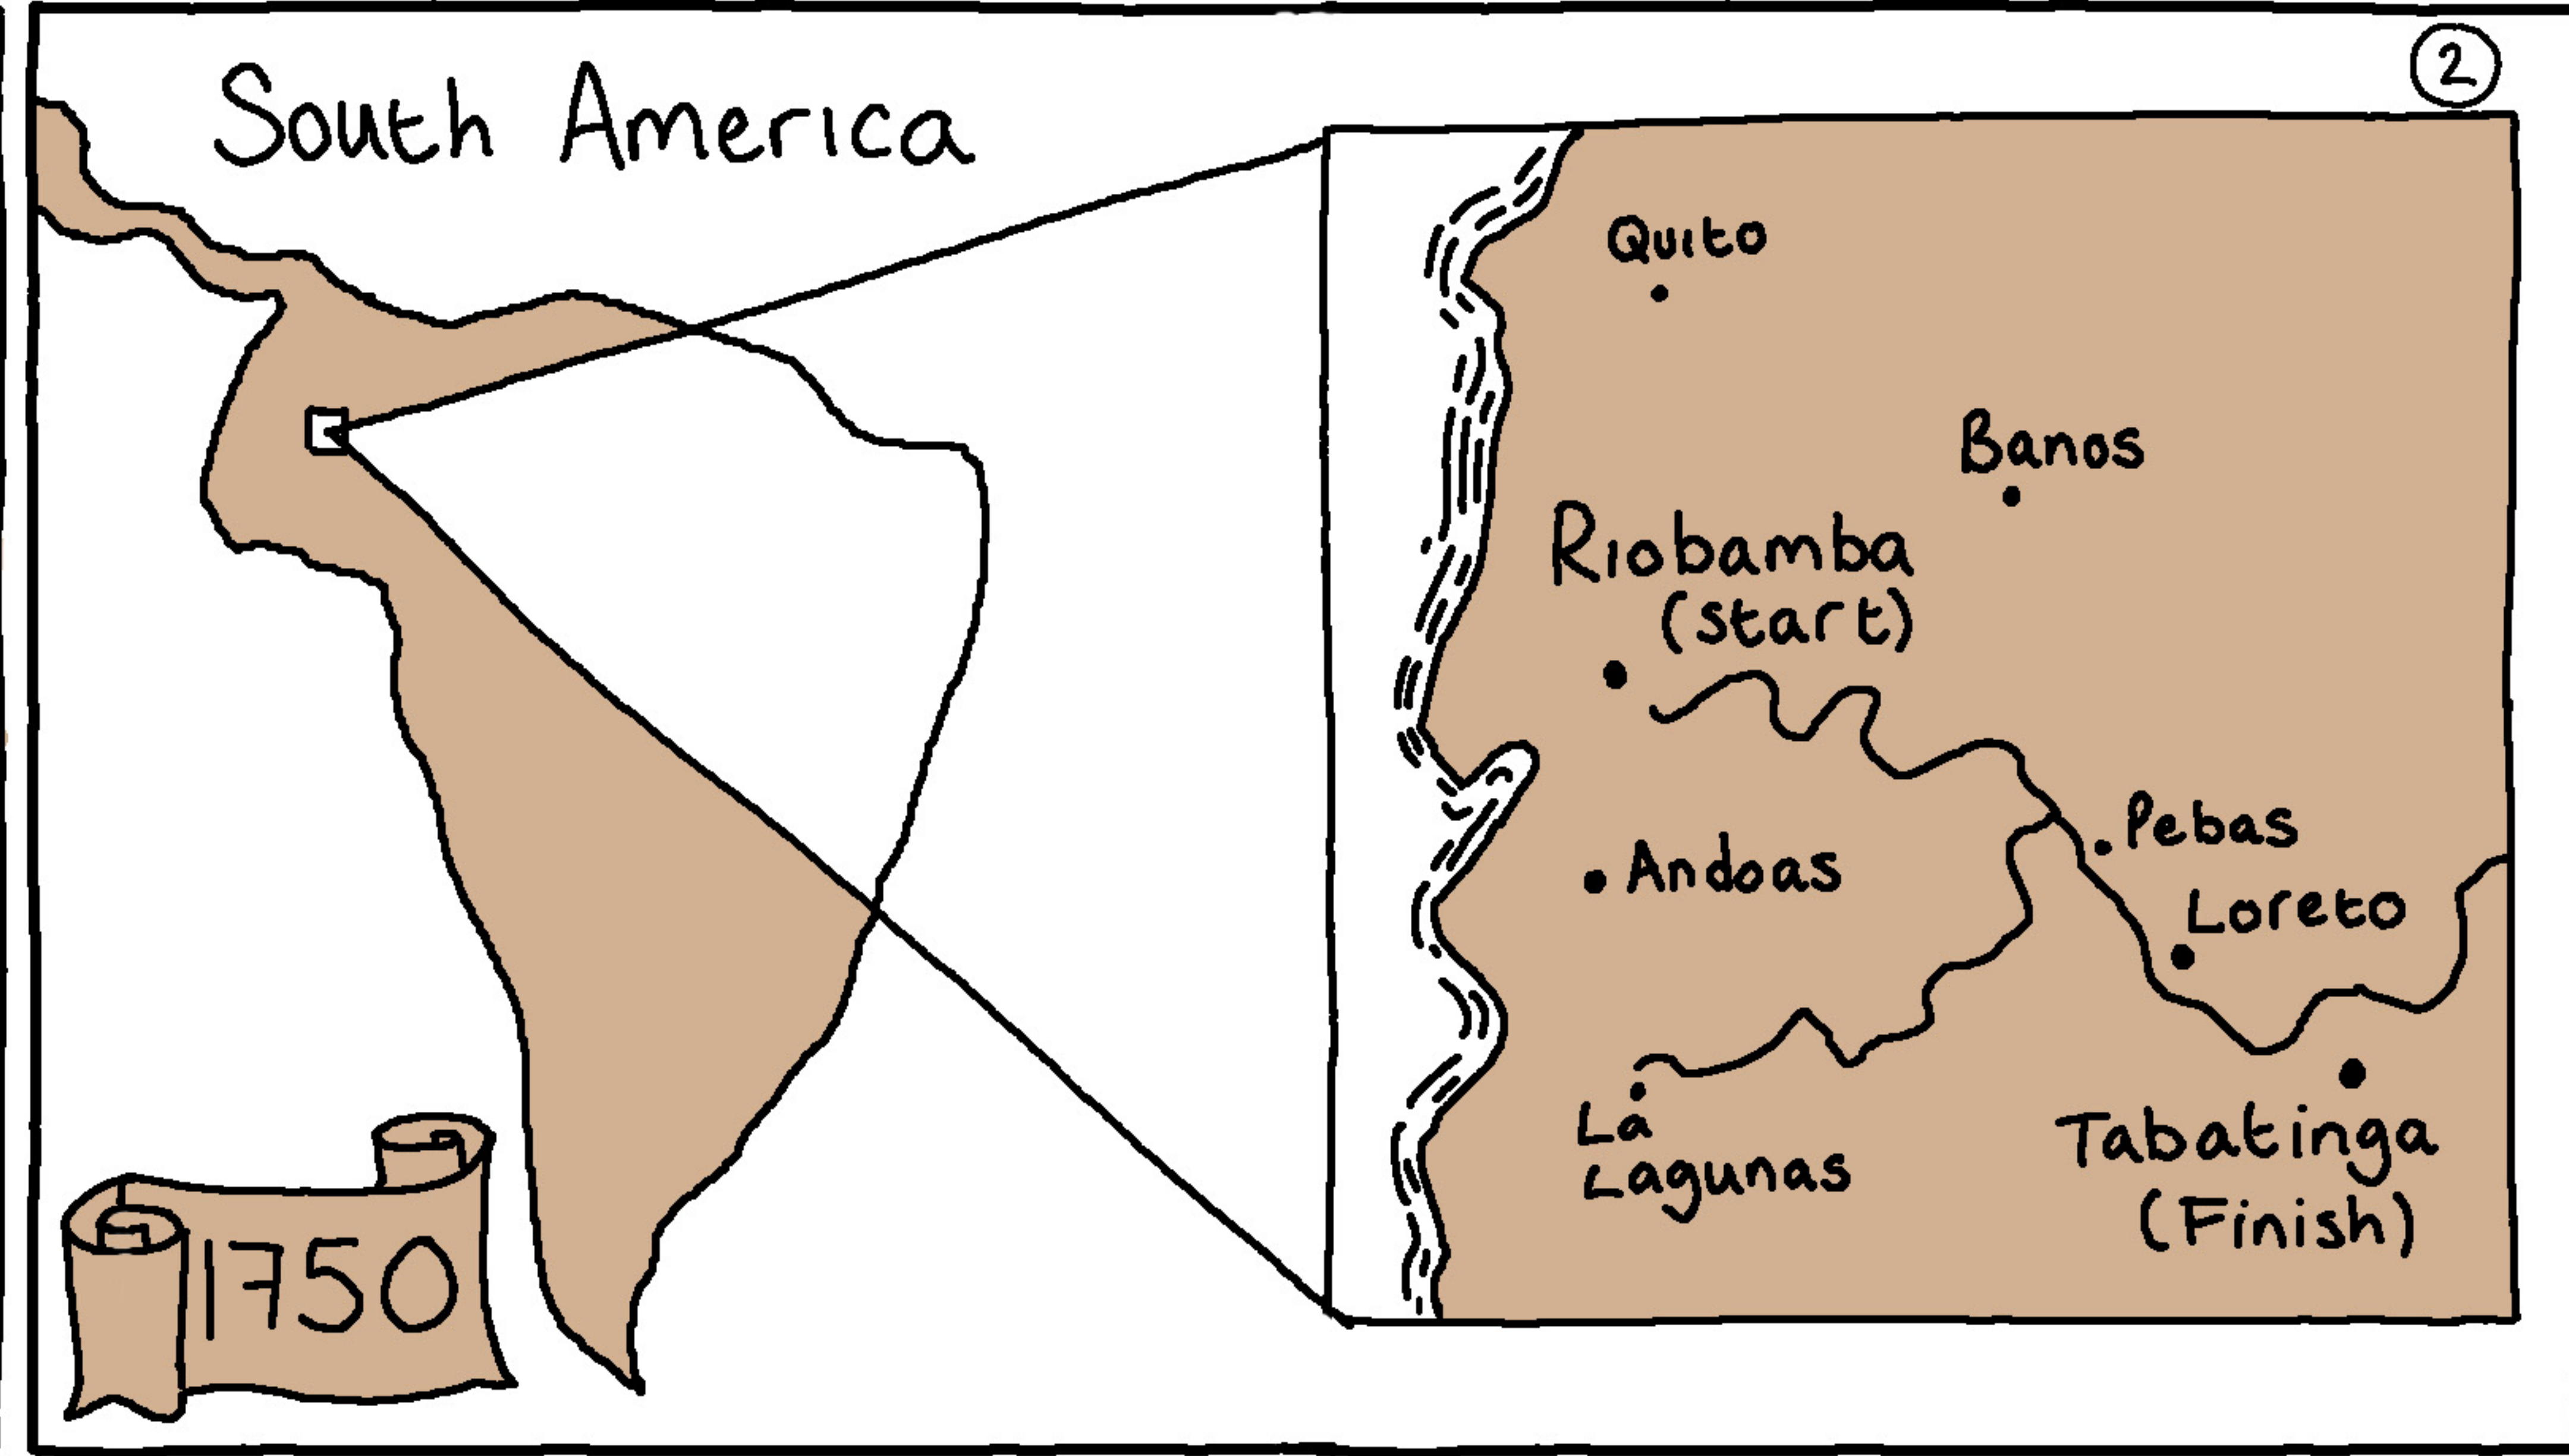 South America
2
Quito
Banos
Riobamba
(start)
Andoas
Pebas
Loreto
La
Lagunas
Tabatinga
(Finish)
1750